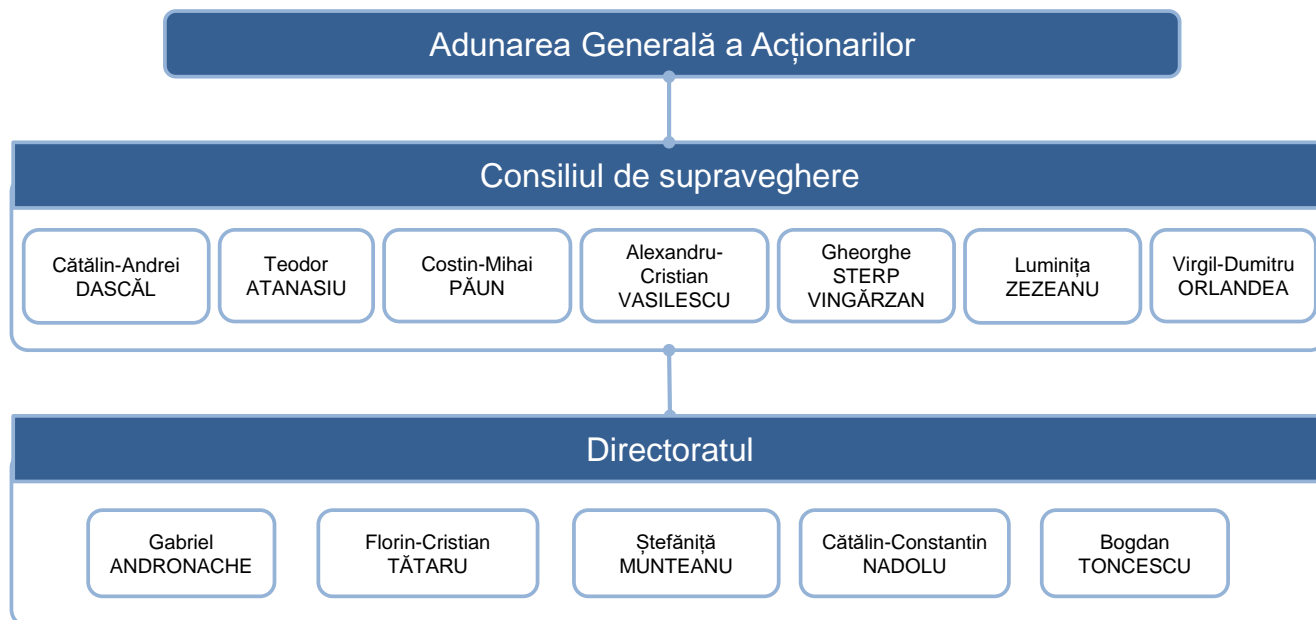 Adunarea Generală a Acționarilor
Consiliul de supraveghere
Cătălin-Andrei
DASCĂL
Teodor
ATANASIU
Costin-Mihai
PĂUN
Alexandru-
Cristian
VASILESCU
Gheorghe
STERP
VINGĂRZAN
Luminița
ZEZEANU
Virgil-Dumitru
ORLANDEA
Directoratul
Gabriel
ANDRONACHE
Florin-Cristian
TĂTARU
Ștefăniță
MUNTEANU
Cătălin-Constantin
NADOLU
Bogdan
TONCESCU